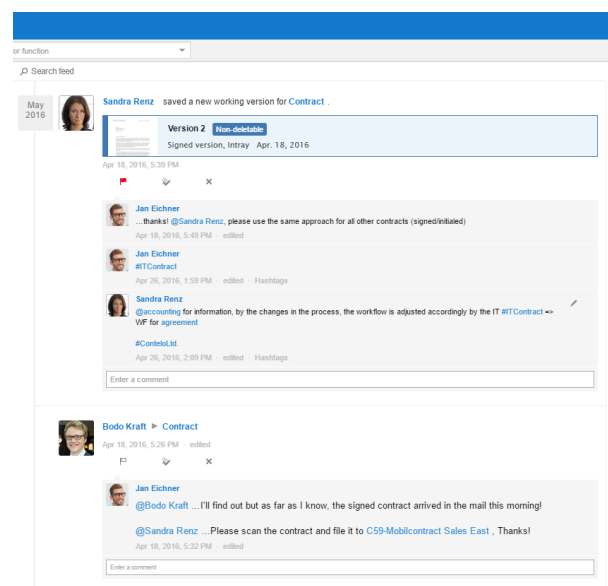 or function
Search feed
May
2016
Sandra Renz saved a new working version for Contract .
Version 2 Non-deletable
Signed version, Intray Apr. 18, 2016
Apr 18, 2016, 5:39 PM
Jan Eichner
...thanks! @Sandra Renz, please use the same approach for all other contracts (signed/initialed)
Apr 18, 2016, 5:49 PM · edited
Jan Eichner
#ITContract
Apr 26, 2016, 1:59 PM · edited · Hashtags
Sandra Renz
@accounting for information, by the changes in the process, the workflow is adjusted accordingly by the IT #ITContract =>
WF for agreement
#ConteloLtd.
Apr 26, 2016, 2:09 PM · edited · Hashtags
Enter a comment
Bodo Kraft ► Contract
Apr 18, 2016, 5:26 PM · edited
Jan Eichner
@Bodo Kraft ...I'll find out but as far as I know, the signed contract arrived in the mail this morning!
@Sandra Renz ...Please scan the contract and file it to C59-Mobilcontract Sales East , Thanks!
Apr 18, 2016, 5:32 PM · edited
Enter a comment